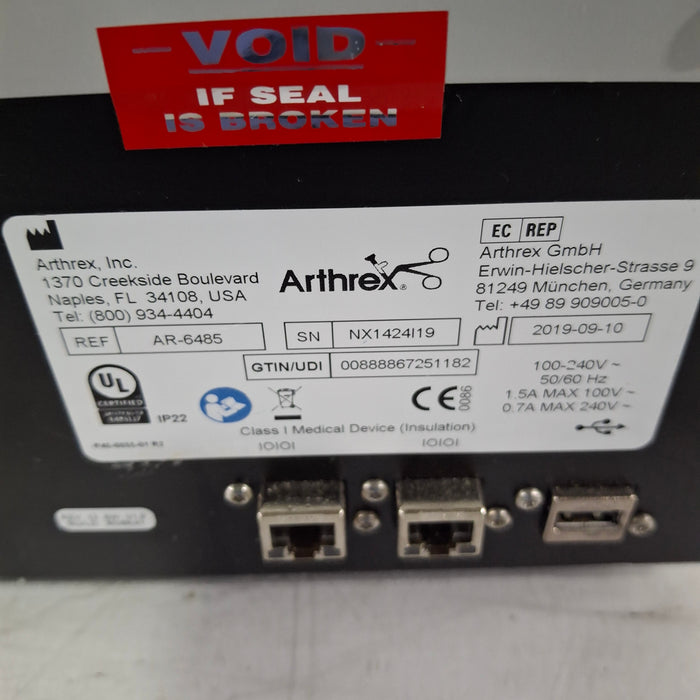 VOID
IF SEAL
IS BROKEN
Arthrex, Inc.
1370 Creekside Boulevard
Naples, FL 34108, USA
Tel: (800) 934-4404
Arthrex®
EC REP
Arthrex GmbH
Erwin-Hielscher-Strasse 9
81249 München, Germany
Tel: +49 89 909005-0
REF AR-6485
SN NX1424I19
2019-09-10
GTIN/UDI 00888867251182
UL
CERTIFIED
IP22
CE 0086
100-240V ~
50/60 Hz
1.5A MAX 100V ~
0.7A MAX 240V ~
Class I Medical Device (Insulation)
IOIOI
IOIOI